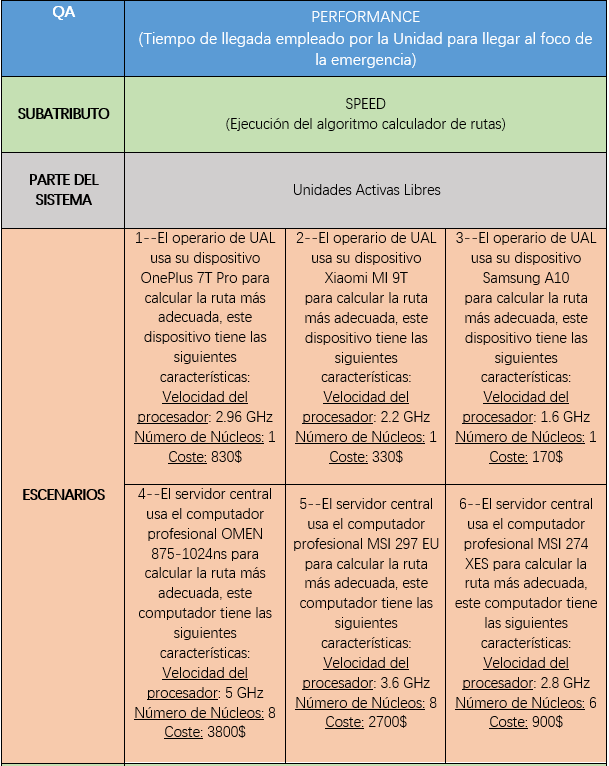 QA
PERFORMANCE
(Tiempo de llegada empleado por la Unidad para llegar al foco de
la emergencia)
SUBATRIBUTO
SPEED
(Ejecución del algoritmo calculador de rutas)
PARTE DEL
SISTEMA
Unidades Activas Libres
ESCENARIOS
1--El operario de UAL
usa su dispositivo
OnePlus 7T Pro para
calcular la ruta más
adecuada, este
dispositivo tiene las
siguientes
características:
Velocidad del
procesador: 2.96 GHz
Número de Núcleos: 1
Coste: 830$
2--El operario de UAL
usa su dispositivo
Xiaomi MI 9T
para calcular la ruta
más adecuada, este
dispositivo tiene las
siguientes
características:
Velocidad del
procesador: 2.2 GHz
Número de Núcleos: 1
Coste: 330$
3--El operario de UAL
usa su dispositivo
Samsung A10
para calcular la ruta
más adecuada, este
dispositivo tiene las
siguientes
características:
Velocidad del
procesador: 1.6 GHz
Número de Núcleos: 1
Coste: 170$
4--El servidor central
usa el computador
profesional OMEN
875-1024ns para
calcular la ruta más
adecuada, este
computador tiene las
siguientes
características:
Velocidad del
procesador: 5 GHz
Número de Núcleos: 8
Coste: 3800$
5--El servidor central
usa el computador
profesional MSI 297 EU
para calcular la ruta
más adecuada, este
computador tiene las
siguientes
características:
Velocidad del
procesador: 3.6 GHz
Número de Núcleos: 8
Coste: 2700$
6--El servidor central
usa el computador
profesional MSI 274
XES para calcular la
ruta más adecuada,
este computador tiene
las siguientes
características:
Velocidad del
procesador: 2.8 GHz
Número de Núcleos: 6
Coste: 900$